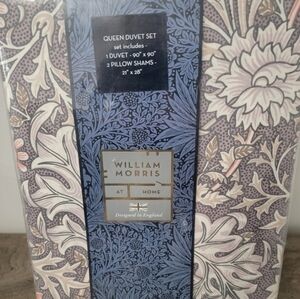 QUEEN DUVET SET
set includes -
1 DUVET - 90" x 90"
2 PILLOW SHAMS -
21" x 28"
WILLIAM
MORRIS
AT HOME
Designed in England